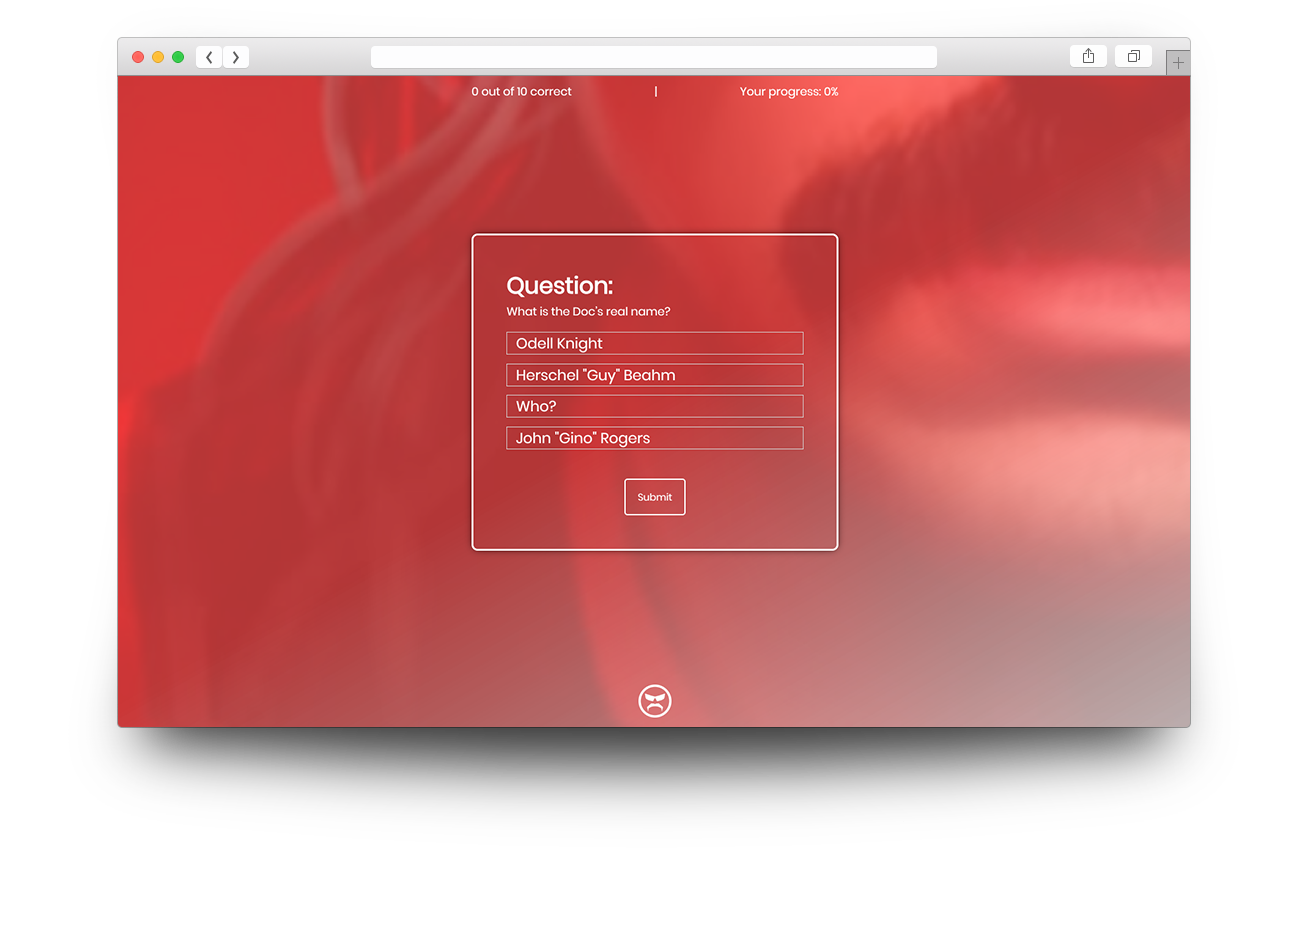 0 out of 10 correct | Your progress: 0%
Question:
What is the Doc's real name?
Odell Knight
Herschel "Guy" Beahm
Who?
John "Gino" Rogers
Submit